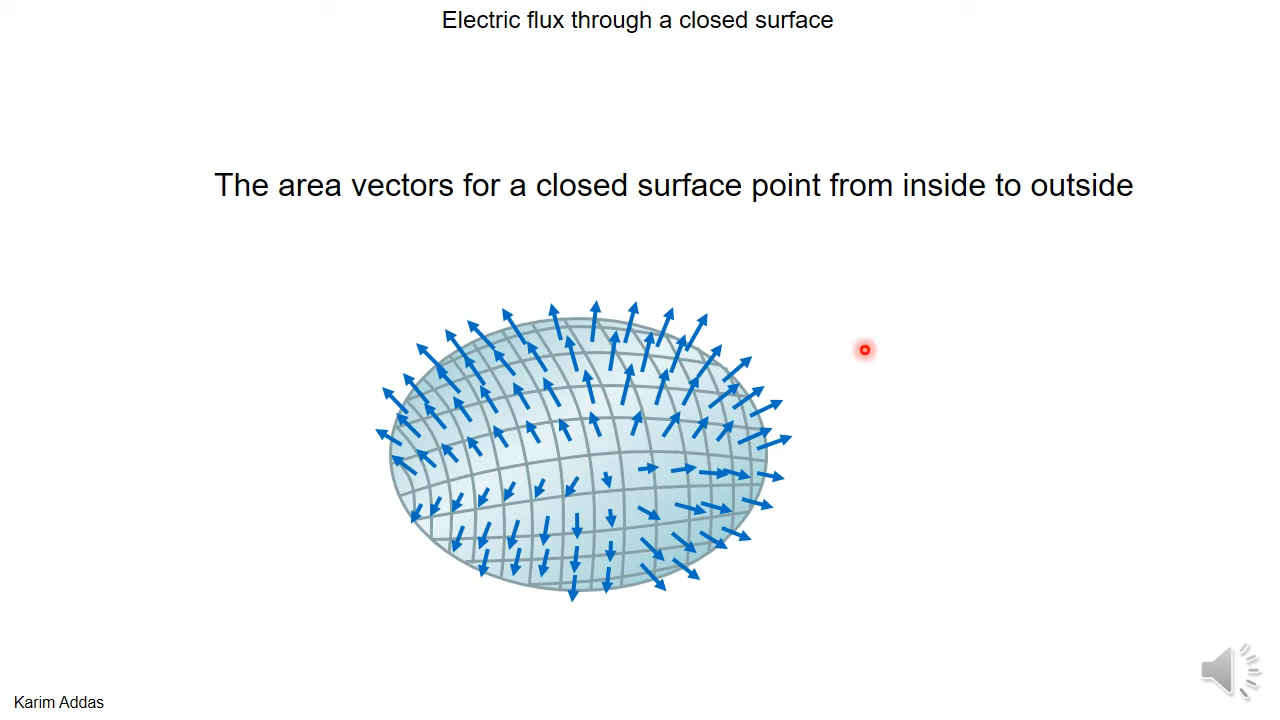 Electric flux through a closed surface
The area vectors for a closed surface point from inside to outside
Karim Addas